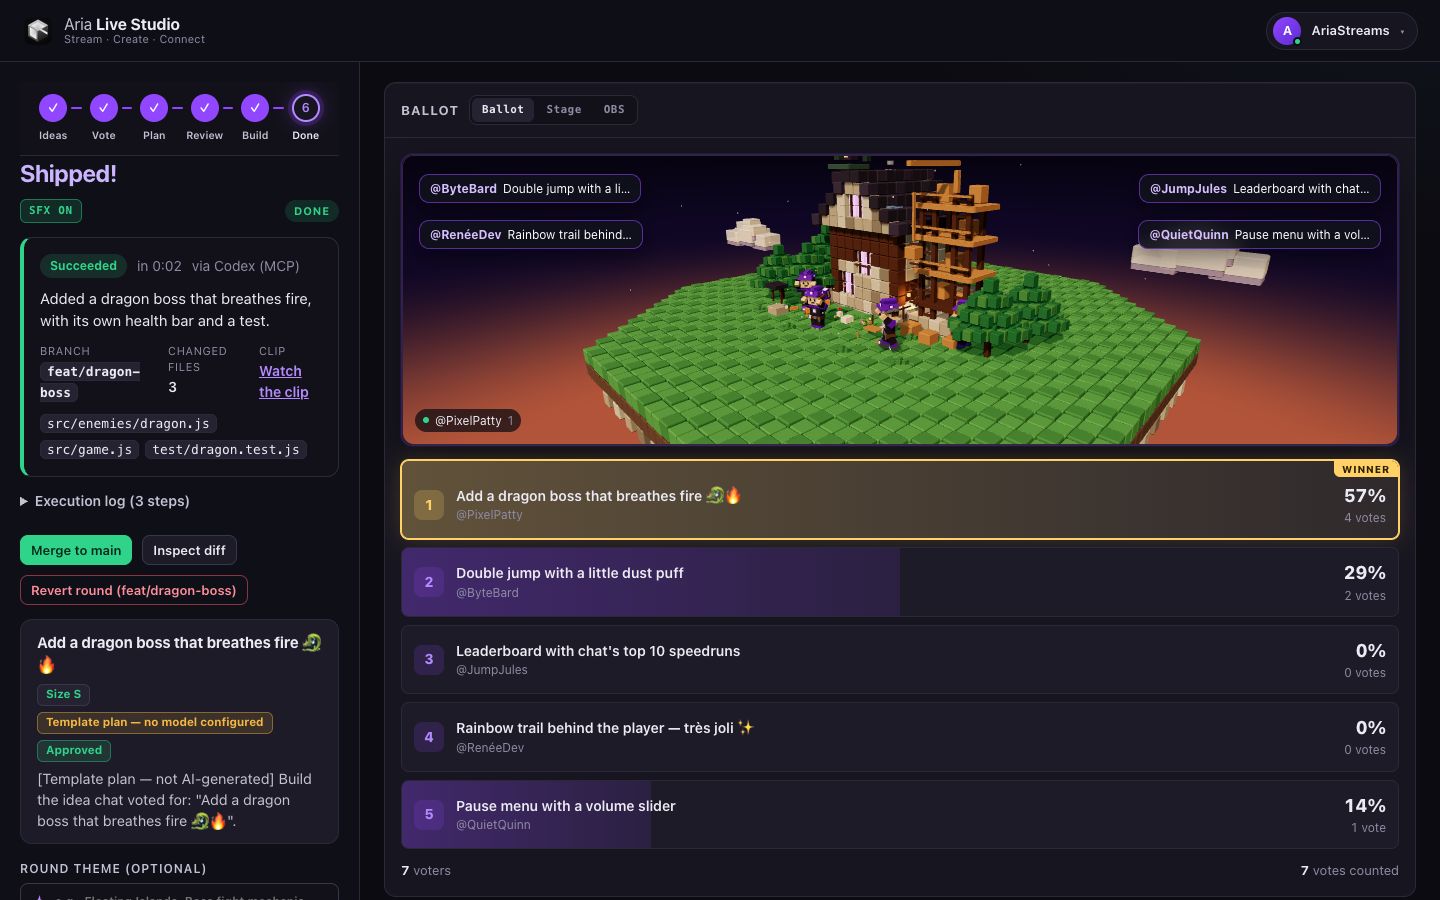 Aria Live Studio
Stream · Create · Connect
A
AriaStreams
Ideas
Vote
Plan
Review
Build
6
Done
Shipped!
SFX ON
DONE
Succeeded in 0:02 via Codex (MCP)
Added a dragon boss that breathes fire,
with its own health bar and a test.
BRANCH
feat/dragon-
boss
CHANGED
FILES
3
CLIP
Watch
the clip
src/enemies/dragon.js
src/game.js test/dragon.test.js
Execution log (3 steps)
Merge to main
Inspect diff
Revert round (feat/dragon-boss)
Add a dragon boss that breathes fire 🐲
🔥
Size S
Template plan — no model configured
Approved
[Template plan — not AI-generated] Build
the idea chat voted for: "Add a dragon
boss that breathes fire 🐲🔥".
ROUND THEME (OPTIONAL)
BALLOT
Ballot
Stage
OBS
@ByteBard Double jump with a li...
@RenéeDev Rainbow trail behind...
@JumpJules Leaderboard with chat...
@QuietQuinn Pause menu with a vol...
@PixelPatty 1
WINNER
1
Add a dragon boss that breathes fire 🐲🔥
@PixelPatty
57%
4 votes
2
Double jump with a little dust puff
@ByteBard
29%
2 votes
3
Leaderboard with chat's top 10 speedruns
@JumpJules
0%
0 votes
4
Rainbow trail behind the player — très joli ✨
@RenéeDev
0%
0 votes
5
Pause menu with a volume slider
@QuietQuinn
14%
1 vote
7 voters
7 votes counted